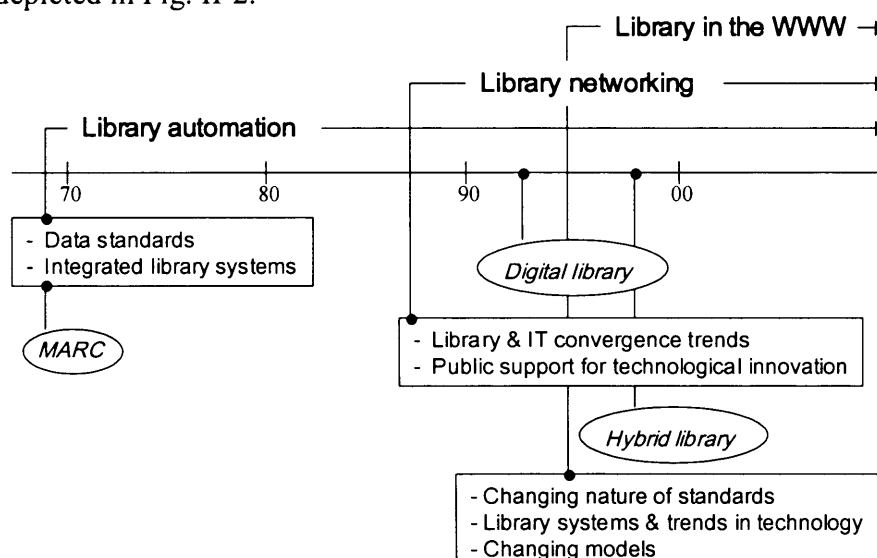 depicted in Fig. II-2.
Library in the WWW
Library networking
Library automation
70 80 90 00
- Data standards
- Integrated library systems
Digital library
MARC
- Library & IT convergence trends
- Public support for technological innovation
Hybrid library
- Changing nature of standards
- Library systems & trends in technology
- Changing models